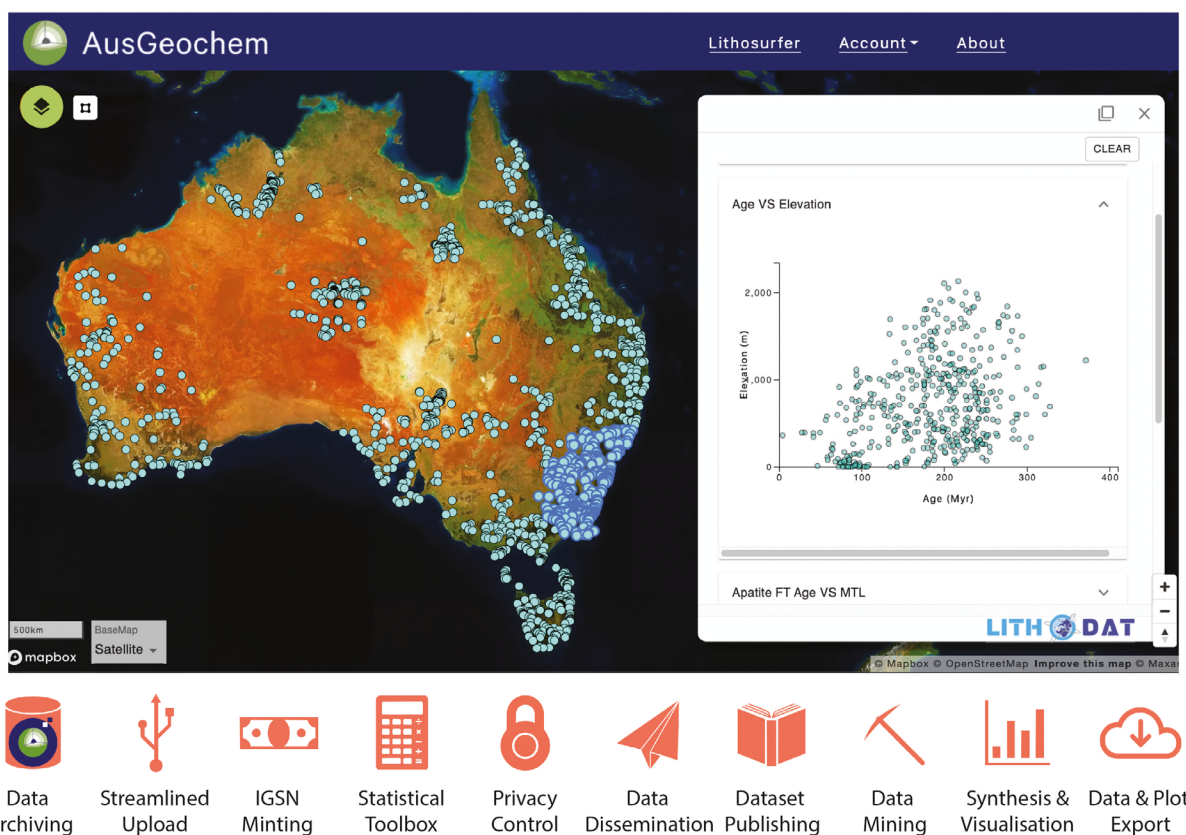 AusGeochem
Lithosurfer
Account
About
CLEAR
Age VS Elevation
2,000
1,000
0
Elevation (m)
0
100
200
300
400
Age (Myr)
Apatite FT Age VS MTL
LITHODAT
500km
BaseMap
Satellite
mapbox
© Mapbox © OpenStreetMap Improve this map © Maxar
Data
rchiving
Streamlined
Upload
IGSN
Minting
Statistical
Toolbox
Privacy
Control
Data
Dissemination
Dataset
Publishing
Data
Mining
Synthesis &
Visualisation
Data & Plot
Export